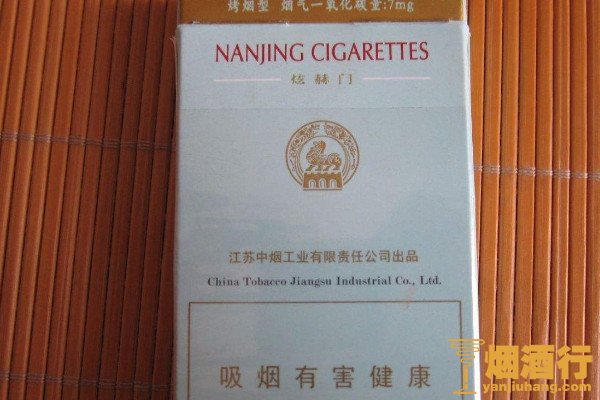 烤烟型 烟气一氧化碳量:7mg
NANJING CIGARETTES
炫赫门
江苏中烟工业有限责任公司出品
China Tobacco Jiangsu Industrial Co., Ltd.
吸烟有害健康
烟酒行
yanjiuhang.com